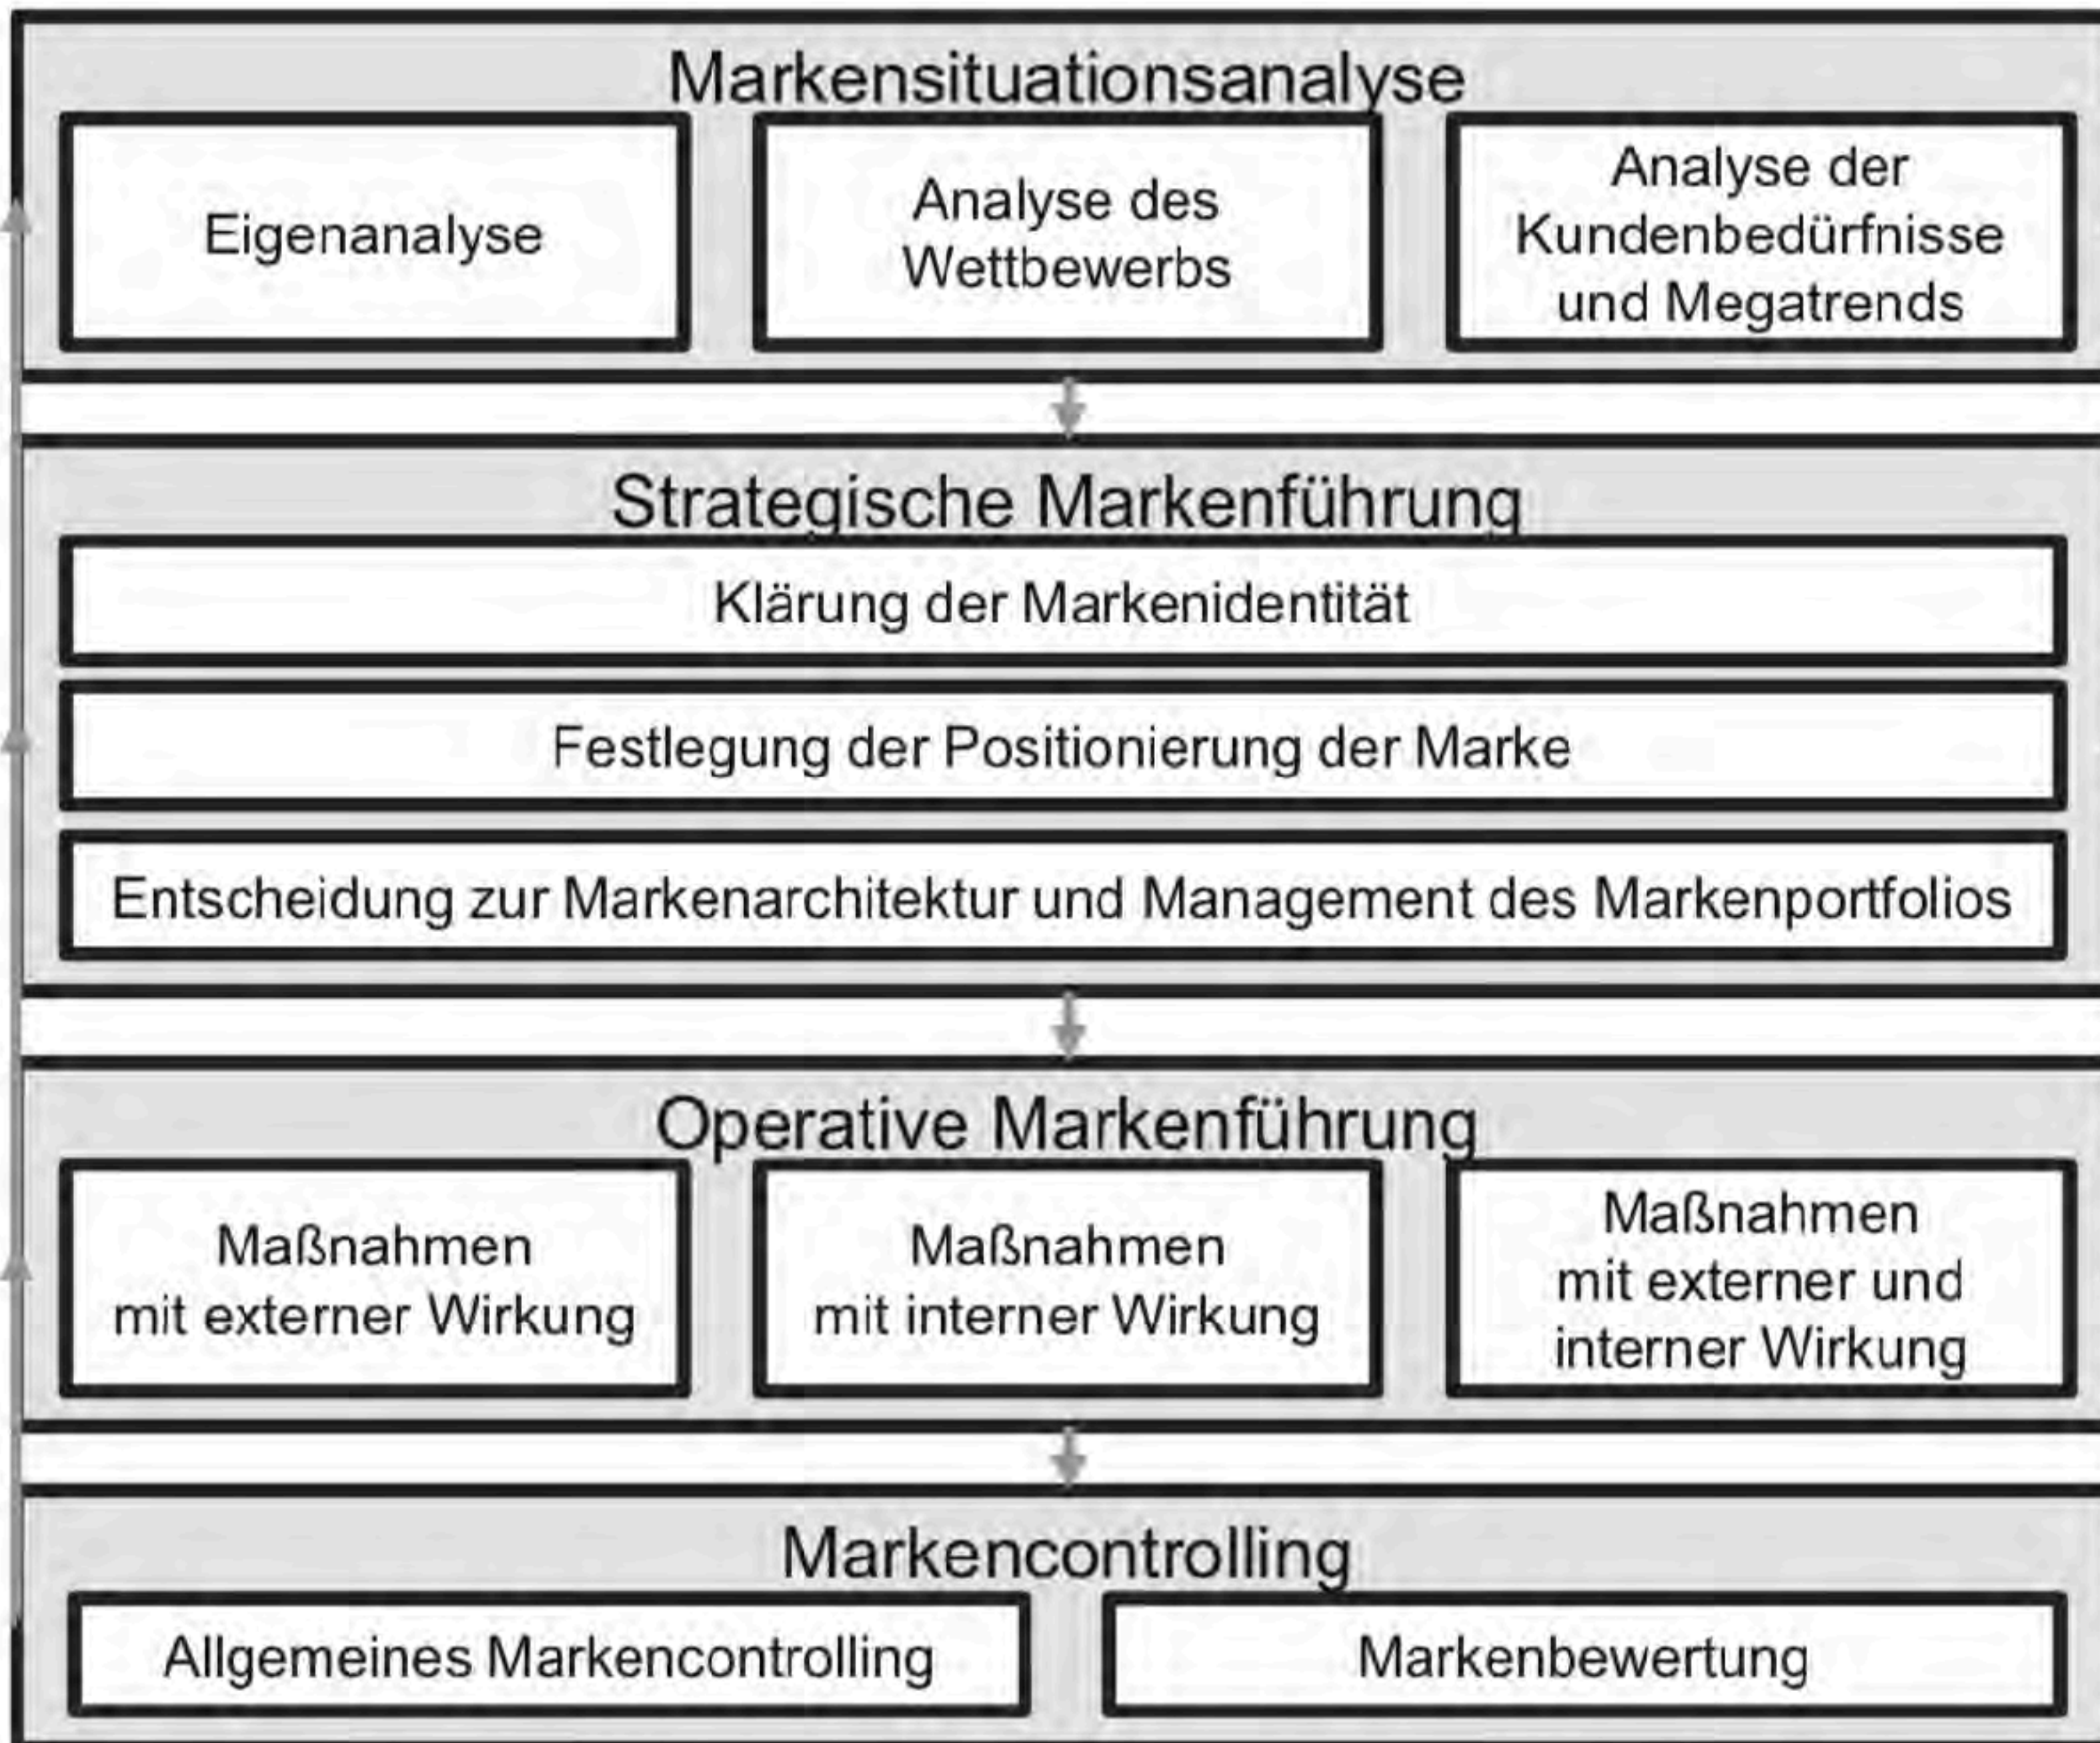 Markensituationsanalyse
Eigenanalyse
Analyse des
Wettbewerbs
Analyse der
Kundenbedürfnisse
und Megatrends
Strategische Markenführung
Klärung der Markenidentität
Festlegung der Positionierung der Marke
Entscheidung zur Markenarchitektur und Management des Markenportfolios
Operative Markenführung
Maßnahmen
mit externer Wirkung
Maßnahmen
mit interner Wirkung
Maßnahmen
mit externer und
interner Wirkung
Markencontrolling
Allgemeines Markencontrolling
Markenbewertung